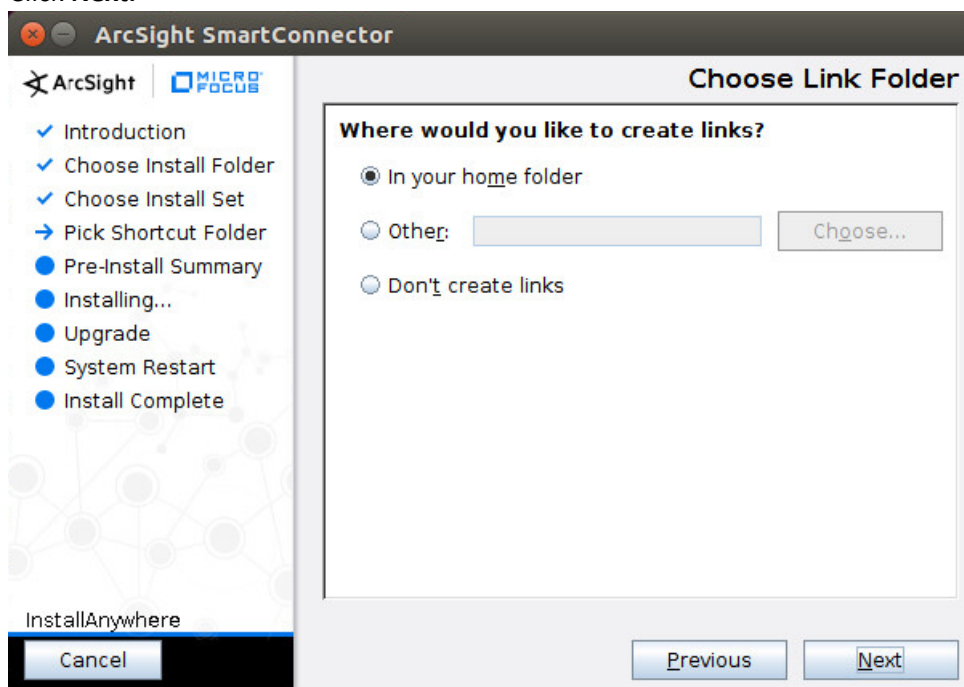 Click Next.
ArcSight SmartConnector
ArcSight MICRO FOCUS
Choose Link Folder
Introduction
Choose Install Folder
Choose Install Set
Pick Shortcut Folder
Pre-Install Summary
Installing...
Upgrade
System Restart
Install Complete
Where would you like to create links?
In your home folder
Other:
Choose...
Don't create links
InstallAnywhere
Cancel
Previous
Next